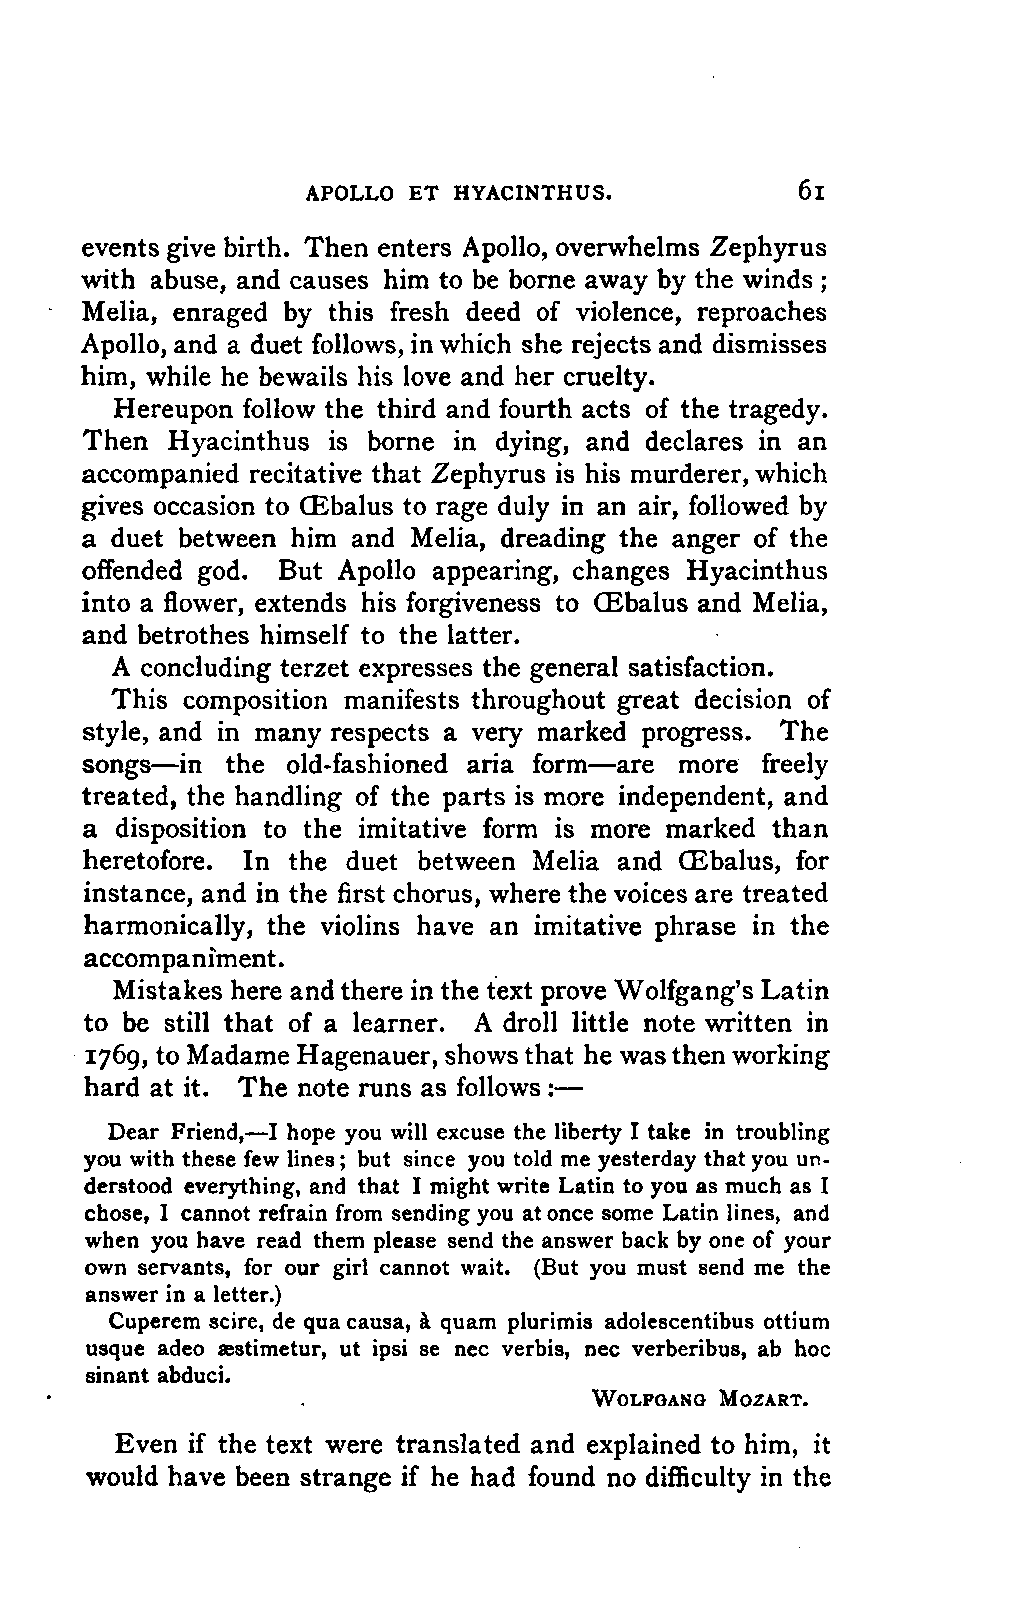 APOLLO ET HYACINTHUS. 61
events give birth. Then enters Apollo, overwhelms Zephyrus
with abuse, and causes him to be borne away by the winds ;
Melia, enraged by this fresh deed of violence, reproaches
Apollo, and a duet follows, in which she rejects and dismisses
him, while he bewails his love and her cruelty.
Hereupon follow the third and fourth acts of the tragedy.
Then Hyacinthus is borne in dying, and declares in an
accompanied recitative that Zephyrus is his murderer, which
gives occasion to Œbalus to rage duly in an air, followed by
a duet between him and Melia, dreading the anger of the
offended god. But Apollo appearing, changes Hyacinthus
into a flower, extends his forgiveness to Œbalus and Melia,
and betrothes himself to the latter.
A concluding terzet expresses the general satisfaction.
This composition manifests throughout great decision of
style, and in many respects a very marked progress. The
songs—in the old-fashioned aria form—are more freely
treated, the handling of the parts is more independent, and
a disposition to the imitative form is more marked than
heretofore. In the duet between Melia and Œbalus, for
instance, and in the first chorus, where the voices are treated
harmonically, the violins have an imitative phrase in the
accompaniment.
Mistakes here and there in the text prove Wolfgang's Latin
to be still that of a learner. A droll little note written in
1769, to Madame Hagenauer, shows that he was then working
hard at it. The note runs as follows :—
Dear Friend,—I hope you will excuse the liberty I take in troubling
you with these few lines ; but since you told me yesterday that you un-
derstood everything, and that I might write Latin to you as much as I
chose, I cannot refrain from sending you at once some Latin lines, and
when you have read them please send the answer back by one of your
own servants, for our girl cannot wait. (But you must send me the
answer in a letter.)
Cuperem scire, de qua causa, à quam plurimis adolescentibus ottium
usque adeo æstimetur, ut ipsi se nec verbis, nec verberibus, ab hoc
sinant abduci.
WOLFGANG MOZART.
Even if the text were translated and explained to him, it
would have been strange if he had found no difficulty in the